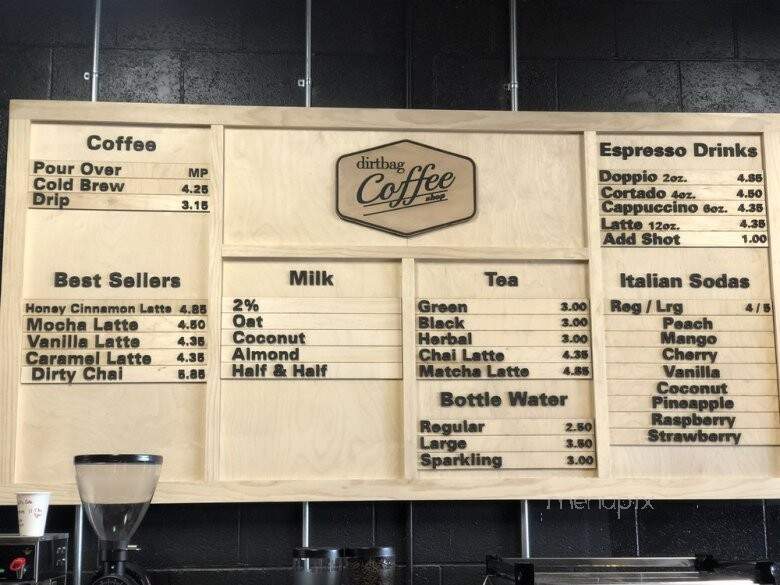 Coffee
Pour Over MP
Cold Brew 4.25
Drip 3.15
dirtbag
Coffee
shop
Espresso Drinks
Doppio 2oz. 4.85
Cortado 4oz. 4.50
Cappuccino 6oz. 4.35
Latte 12oz. 4.35
Add Shot 1.00
Best Sellers
Honey Cinnamon Latte 4.85
Mocha Latte 4.50
Vanilla Latte 4.35
Caramel Latte 4.35
Dirty Chai 5.85
Milk
2%
Oat
Coconut
Almond
Half & Half
Tea
Green 3.00
Black 3.00
Herbal 3.00
Chai Latte 4.35
Matcha Latte 4.85
Bottle Water
Regular 2.50
Large 3.50
Sparkling 3.00
Italian Sodas
Reg / Lrg 4 / 5
Peach
Mango
Cherry
Vanilla
Coconut
Pineapple
Raspberry
Strawberry
menupix